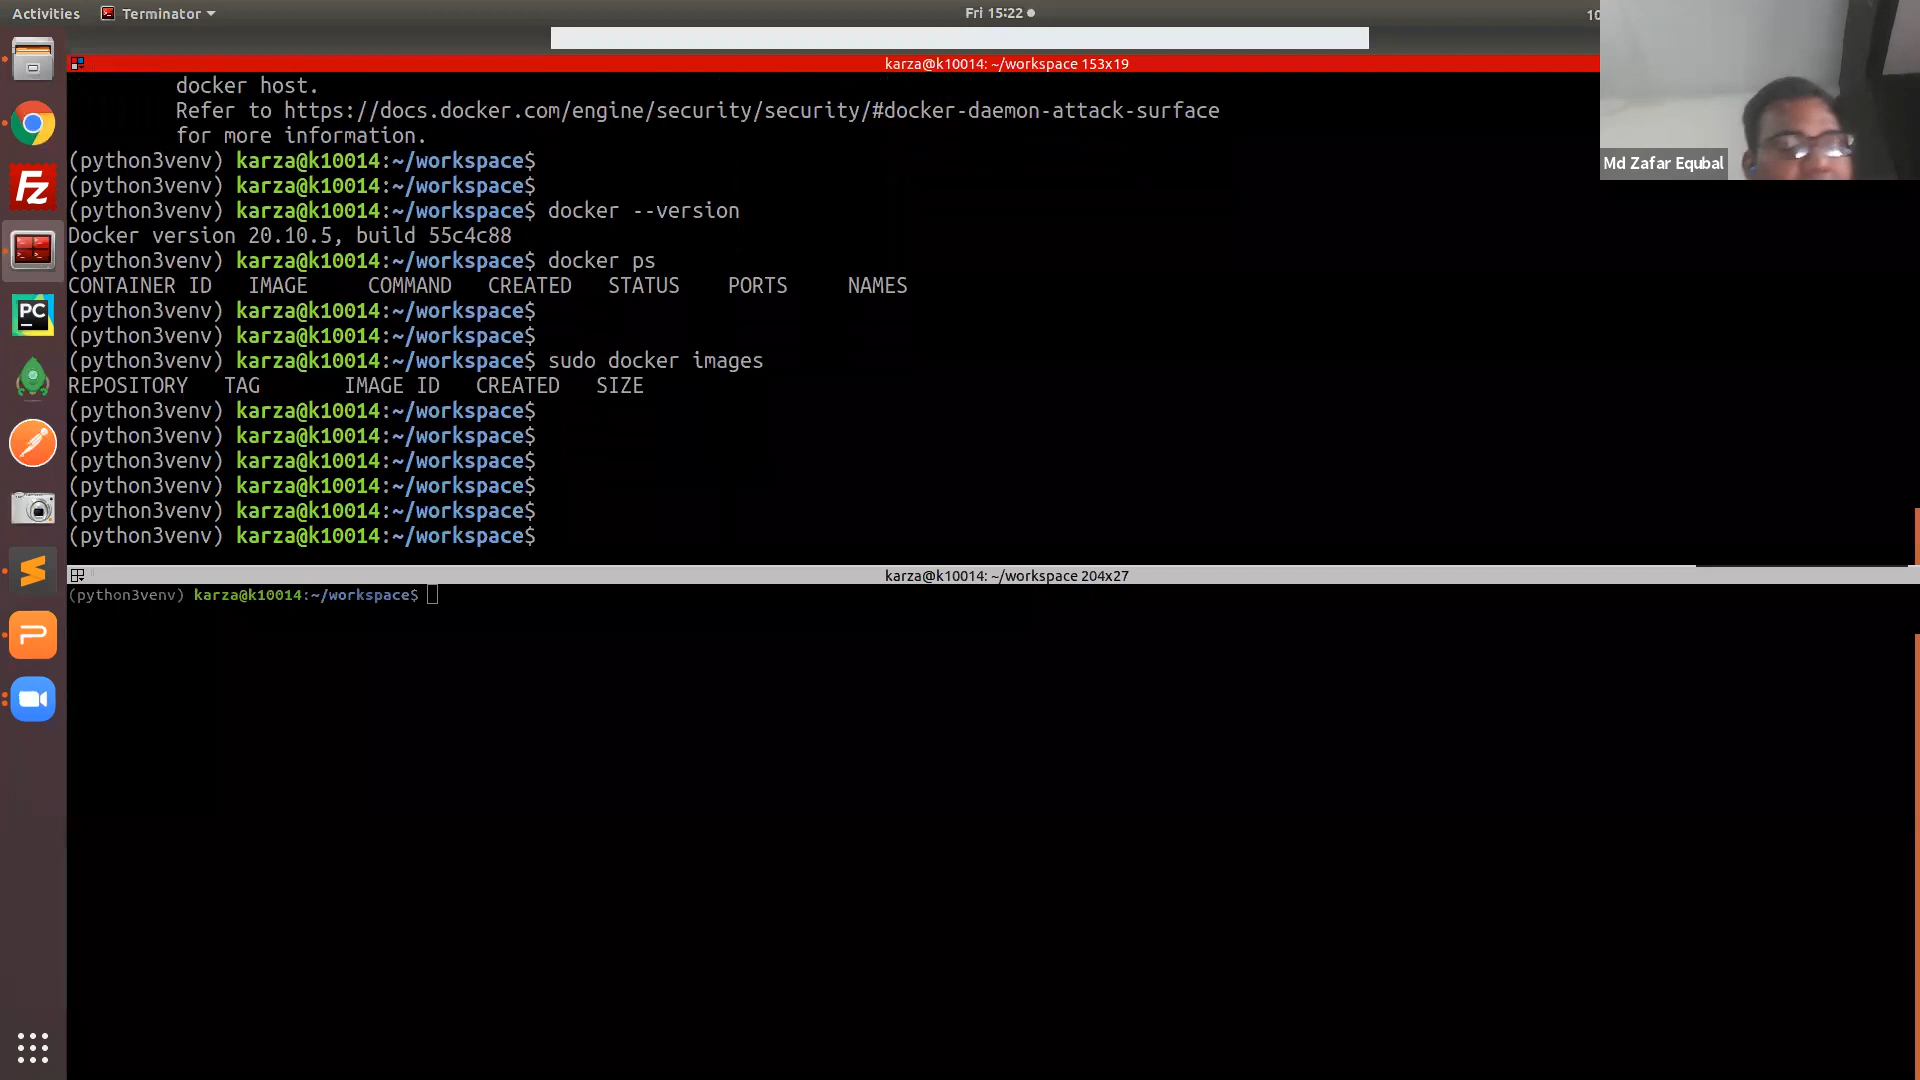 Activities
Terminator
Fri 15:22
10
karza@k10014: ~/workspace 153x19
docker host.
Refer to https://docs.docker.com/engine/security/security/#docker-daemon-attack-surface
for more information.
(python3venv) karza@k10014:~/workspace$
(python3venv) karza@k10014:~/workspace$
(python3venv) karza@k10014:~/workspace$ docker --version
Docker version 20.10.5, build 55c4c88
(python3venv) karza@k10014:~/workspace$ docker ps
CONTAINER ID   IMAGE     COMMAND   CREATED   STATUS    PORTS     NAMES
(python3venv) karza@k10014:~/workspace$
(python3venv) karza@k10014:~/workspace$
(python3venv) karza@k10014:~/workspace$ sudo docker images
REPOSITORY   TAG       IMAGE ID   CREATED   SIZE
(python3venv) karza@k10014:~/workspace$
(python3venv) karza@k10014:~/workspace$
(python3venv) karza@k10014:~/workspace$
(python3venv) karza@k10014:~/workspace$
(python3venv) karza@k10014:~/workspace$
(python3venv) karza@k10014:~/workspace$
karza@k10014: ~/workspace 204x27
(python3venv) karza@k10014:~/workspace$
Md Zafar Equbal
Fz
PC